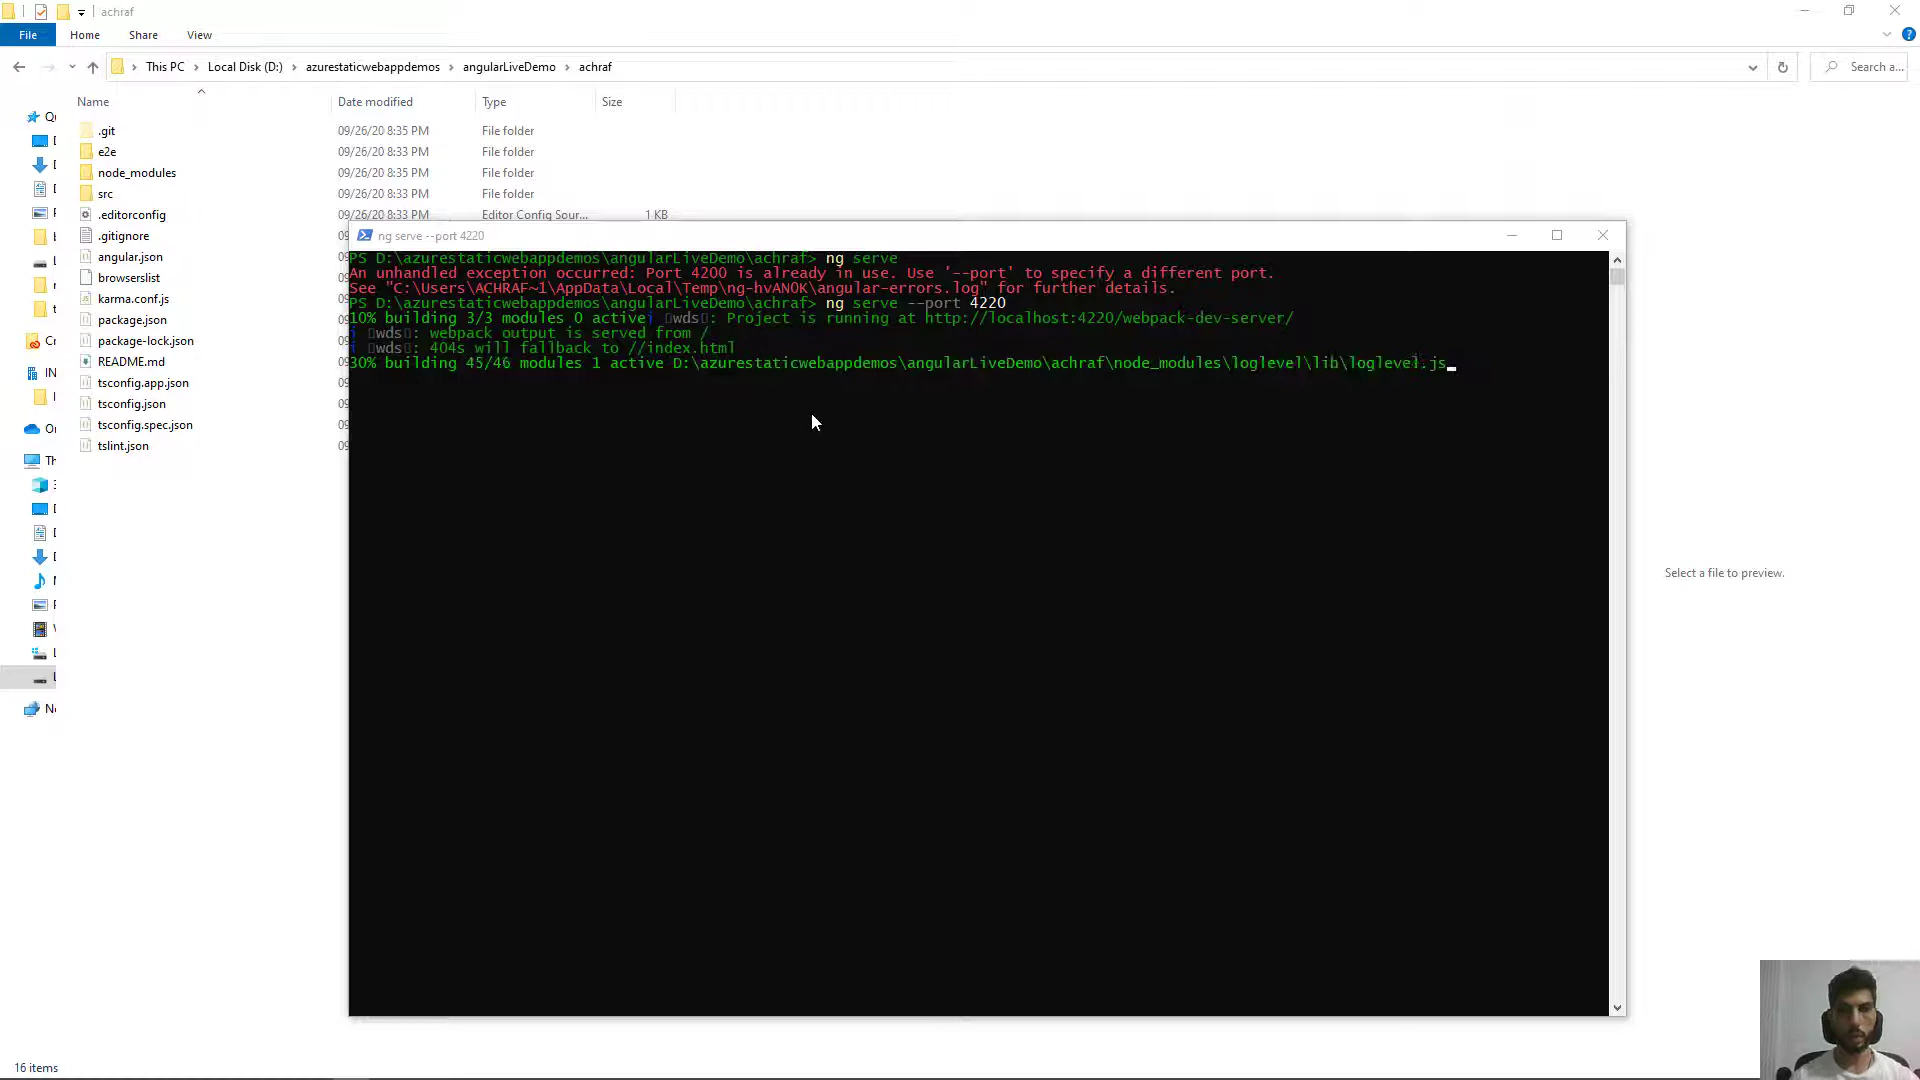 achraf
File
Home
Share
View
This PC
Local Disk (D:)
azurestaticwebappdemos
angularLiveDemo
achraf
Search a...
Name
Date modified
Type
Size
.git
09/26/20 8:35 PM
File folder
e2e
09/26/20 8:33 PM
File folder
node_modules
09/26/20 8:35 PM
File folder
src
09/26/20 8:33 PM
File folder
.editorconfig
09/26/20 8:33 PM
Editor Config Sour...
1 KB
.gitignore
angular.json
browserslist
karma.conf.js
package.json
package-lock.json
README.md
tsconfig.app.json
tsconfig.json
tsconfig.spec.json
tslint.json
ng serve --port 4220
PS D:\azurestaticwebappdemos\angularLiveDemo\achraf> ng serve
An unhandled exception occurred: Port 4200 is already in use. Use '--port' to specify a different port.
See "C:\Users\ACHRAF~1\AppData\Local\Temp\ng-hvAN0K\angular-errors.log" for further details.
PS D:\azurestaticwebappdemos\angularLiveDemo\achraf> ng serve --port 4220
10% building 3/3 modules 0 activei wds: Project is running at http://localhost:4220/webpack-dev-server/
i wds: webpack output is served from /
i wds: 404s will fallback to //index.html
30% building 45/46 modules 1 active D:\azurestaticwebappdemos\angularLiveDemo\achraf\node_modules\loglevel\lib\loglevel.js
Select a file to preview.
16 items